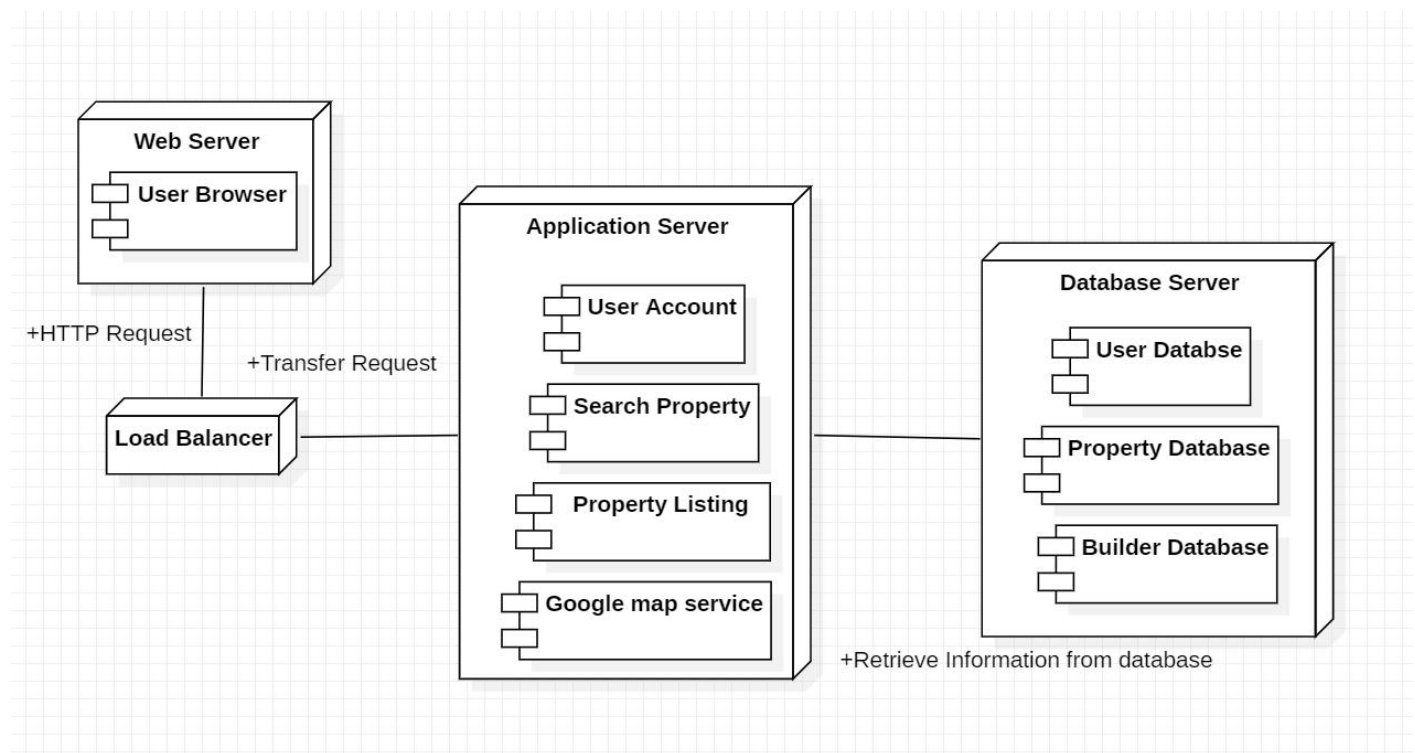 Web Server
User Browser
+HTTP Request
+Transfer Request
Load Balancer
Application Server
User Account
Search Property
Property Listing
Google map service
Database Server
User Databse
Property Database
Builder Database
+Retrieve Information from database